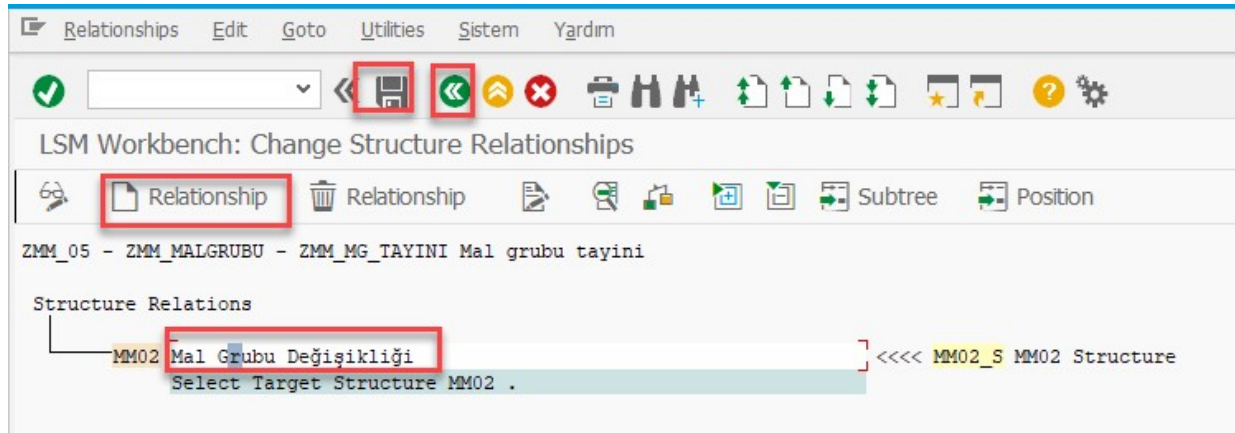 Relationships Edit Goto Utilities Sistem Yardım
LSM Workbench: Change Structure Relationships
Relationship Relationship Subtree Position
ZMM_05 - ZMM_MALGRUBU - ZMM_MG_TAYINI Mal grubu tayini
Structure Relations
MM02 Mal Grubu Değişikliği <<<< MM02_S MM02 Structure
Select Target Structure MM02 .